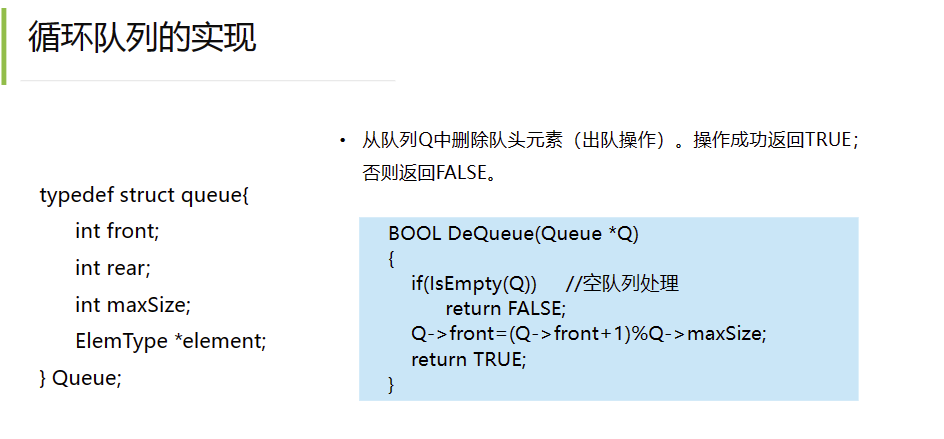 循环队列的实现
• 从队列Q中删除队头元素（出队操作）。操作成功返回TRUE；
否则返回FALSE。
typedef struct queue{
int front;
int rear;
int maxSize;
ElemType *element;
} Queue;
BOOL DeQueue(Queue *Q)
{
if(IsEmpty(Q)) //空队列处理
return FALSE;
Q->front=(Q->front+1)%Q->maxSize;
return TRUE;
}